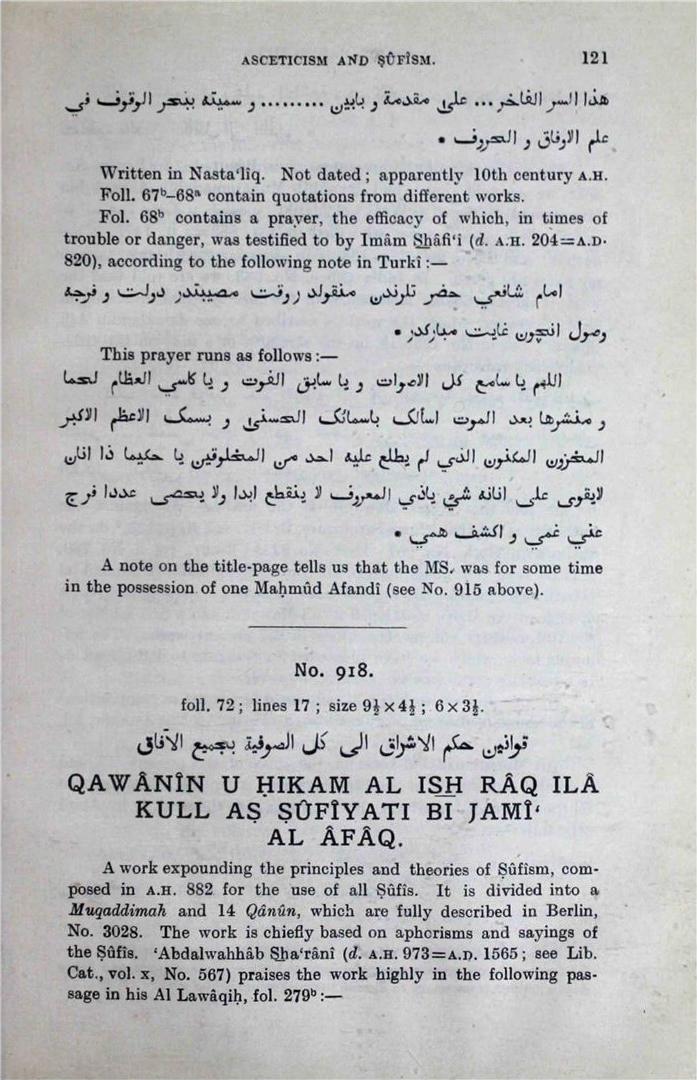 ASCETICISM AND ṢÛFÎSM. 121
هذا السر الفاخر ... على مقدمة و بابين ......... و سميته ببحر الوقوف في
علم الاوفاق و الحروف •
Written in Nasta‘lîq. Not dated; apparently 10th century A.H.
Foll. 67ᵇ–68ᵃ contain quotations from different works.
Fol. 68ᵇ contains a prayer, the efficacy of which, in times of
trouble or danger, was testified to by Imâm S͟hâfi‘i (d. A.H. 204=A.D.
820), according to the following note in Turkî :—
امام شافعي حضر تلرندن منقولدر وقت مصيبتدر دولت و فرجه
وصول انچون غايت مباركدر •
This prayer runs as follows :—
اللهم يا سامع كل الاصوات و يا سابق الفوت و يا كاسي العظام لحما
و منشرها بعد الموت اسألك باسمائك الحسنى و بسمك الاعظم الاكبر
المخزون المكنون الذي لم يطلع عليه احد من المخلوقين يا حكيما ذا اناة
لايقوى على اناته شي ياذي المعروف لا ينقطع ابدا ولا يحصى عددا فرج
عني غمي و اكشف همي •
A note on the title-page tells us that the MS. was for some time
in the possession of one Maḥmûd Afandî (see No. 915 above).
No. 918.
foll. 72; lines 17; size 9½ × 4½; 6 × 3½.
قوانين حكم الاشراق الى كل الصوفية بجميع الآفاق
QAWÂNÎN U ḤIKAM AL IS͟H RÂQ ILÂ
KULL AṢ ṢÛFÎYATI BI JAMÎ‘
AL ÂFÂQ.
A work expounding the principles and theories of Ṣûfîsm, com-
posed in A.H. 882 for the use of all Ṣûfîs. It is divided into a
Muqaddimah and 14 Qânûn, which are fully described in Berlin,
No. 3028. The work is chiefly based on aphorisms and sayings of
the Ṣûfîs. ‘Abdalwahhâb S͟ha‘rânî (d. A.H. 973=A.D. 1565; see Lib.
Cat., vol. x, No. 567) praises the work highly in the following pas-
sage in his Al Lawâqiḥ, fol. 279ᵇ :—